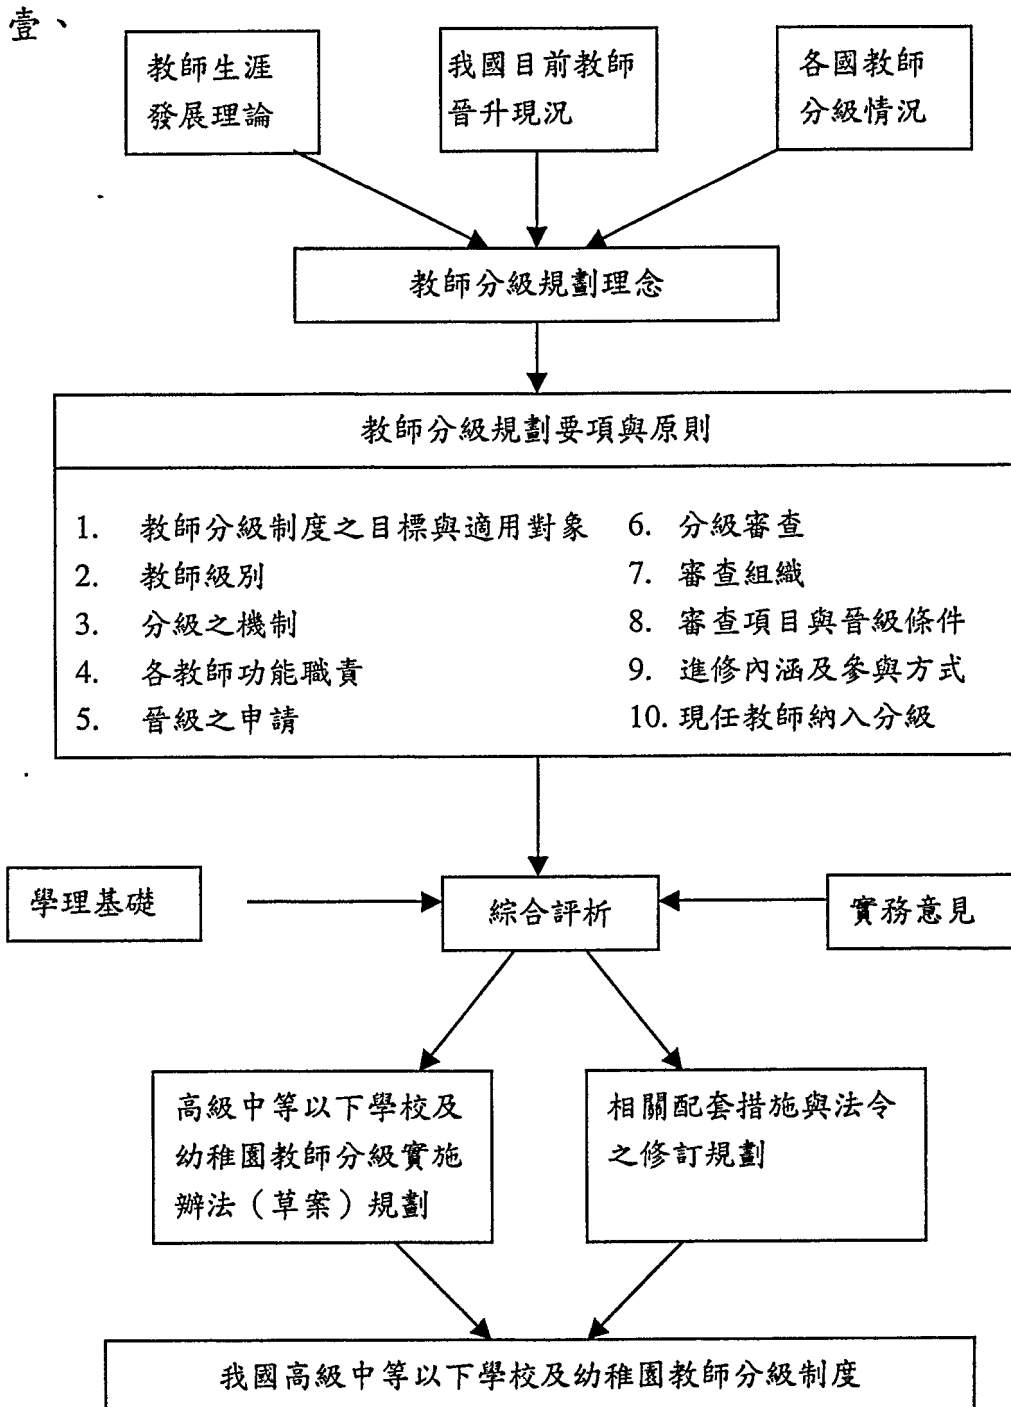 壹、
教師生涯
發展理論
我國目前教師
晉升現況
各國教師
分級情況
教師分級規劃理念
教師分級規劃要項與原則
1. 教師分級制度之目標與適用對象
2. 教師級別
3. 分級之機制
4. 各教師功能職責
5. 晉級之申請
6. 分級審查
7. 審查組織
8. 審查項目與晉級條件
9. 進修內涵及參與方式
10. 現任教師納入分級
學理基礎
綜合評析
實務意見
高級中等以下學校及
幼稚園教師分級實施
辦法（草案）規劃
相關配套措施與法令
之修訂規劃
我國高級中等以下學校及幼稚園教師分級制度